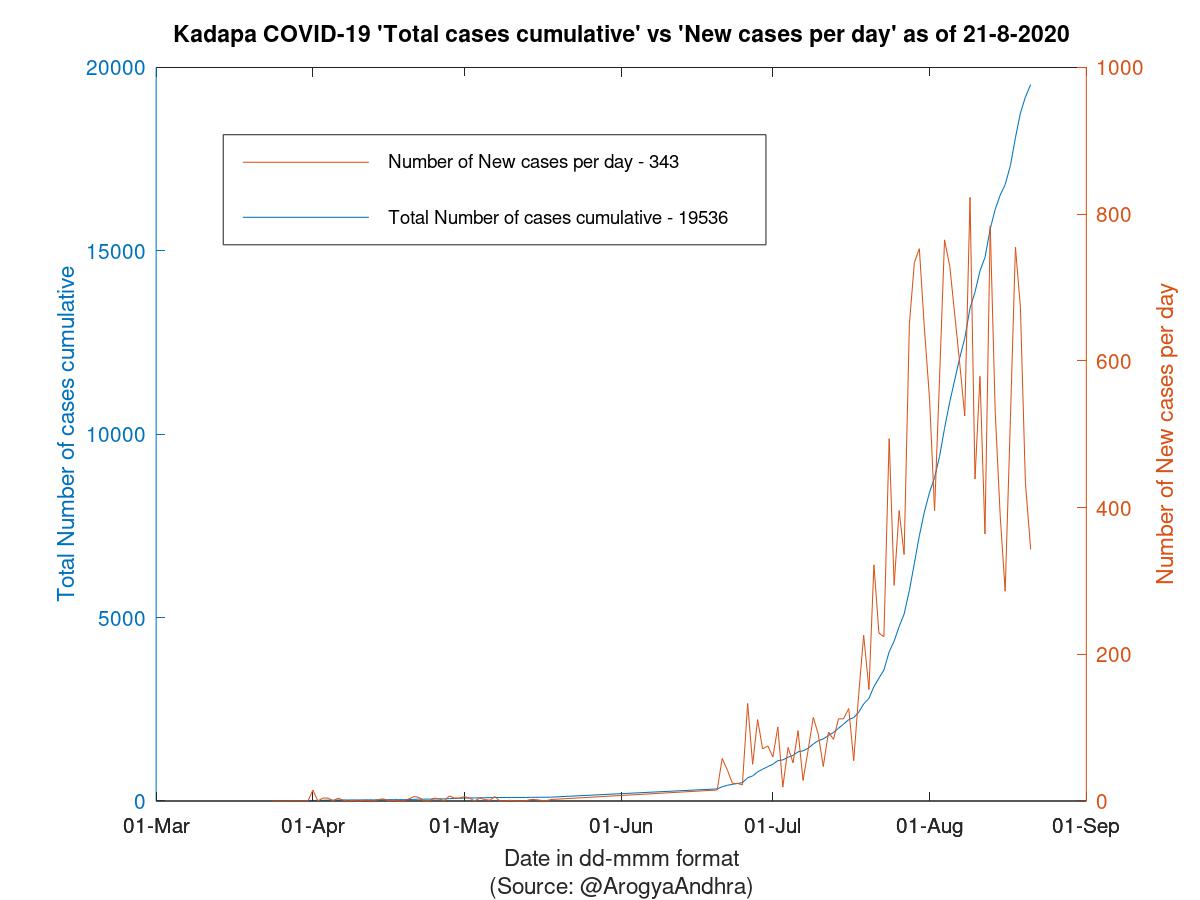 Kadapa COVID-19 'Total cases cumulative' vs 'New cases per day' as of 21-8-2020
20000
15000
10000
5000
0
Total Number of cases cumulative
Number of New cases per day - 343
Total Number of cases cumulative - 19536
1000
800
600
400
200
0
Number of New cases per day
01-Mar 01-Apr 01-May 01-Jun 01-Jul 01-Aug 01-Sep
Date in dd-mmm format
(Source: @ArogyaAndhra)